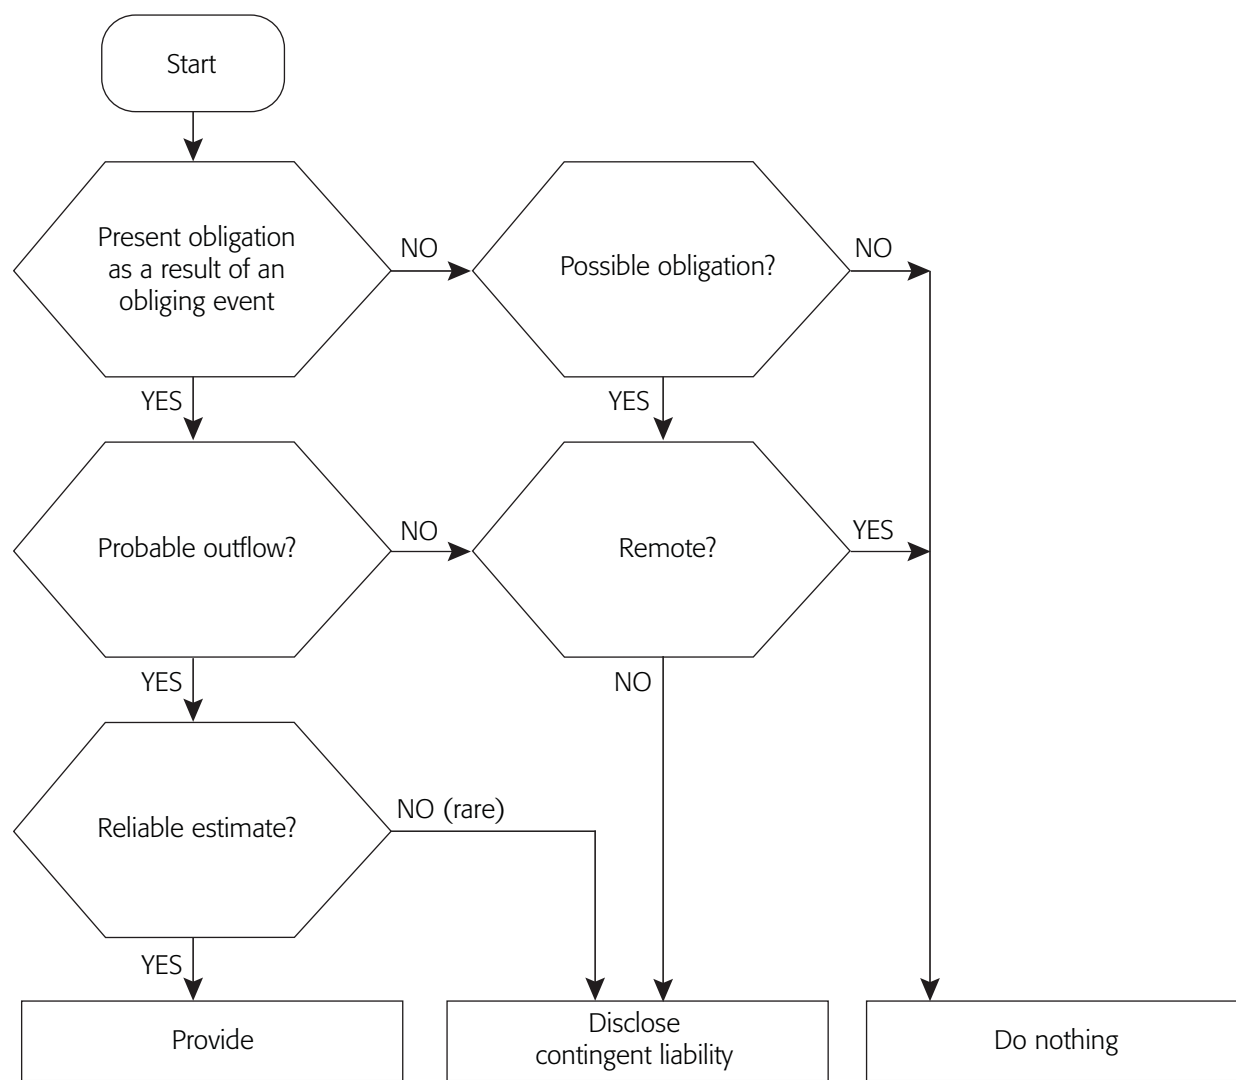 Start
Present obligation
as a result of an
obliging event
NO
Possible obligation?
NO
YES
YES
Probable outflow?
NO
Remote?
YES
YES
NO
Reliable estimate?
NO (rare)
YES
Provide
Disclose
contingent liability
Do nothing